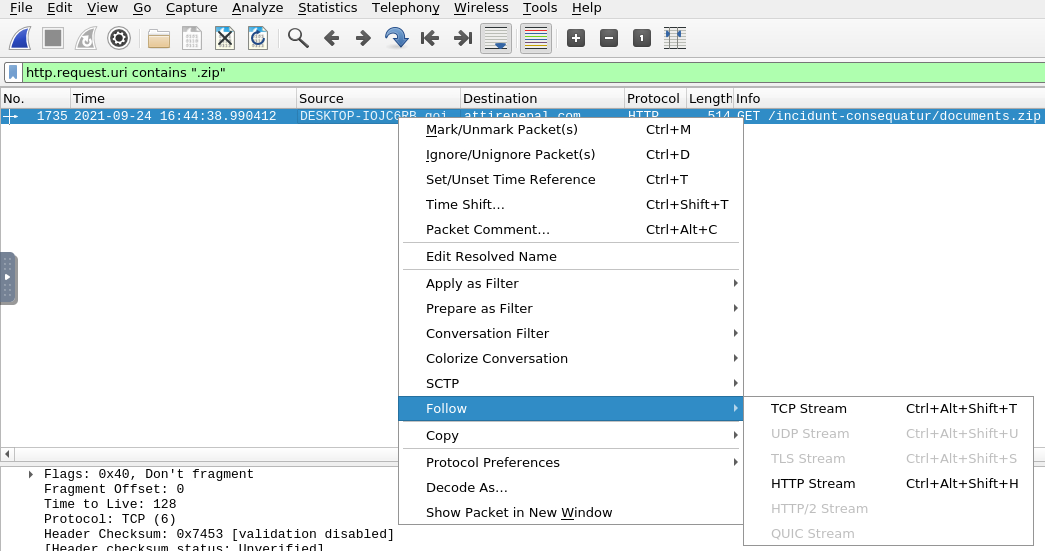 File Edit View Go Capture Analyze Statistics Telephony Wireless Tools Help
http.request.uri contains ".zip"
No. Time Source Destination Protocol Length Info
1735 2021-09-24 16:44:38.990412 HTTP 514 GET /incidunt-consequatur/documents.zip
Mark/Unmark Packet(s) Ctrl+M
Ignore/Unignore Packet(s) Ctrl+D
Set/Unset Time Reference Ctrl+T
Time Shift… Ctrl+Shift+T
Packet Comment… Ctrl+Alt+C
Edit Resolved Name
Apply as Filter
Prepare as Filter
Conversation Filter
Colorize Conversation
SCTP
Follow
Copy
Protocol Preferences
Decode As…
Show Packet in New Window
TCP Stream Ctrl+Alt+Shift+T
UDP Stream Ctrl+Alt+Shift+U
TLS Stream Ctrl+Alt+Shift+S
HTTP Stream Ctrl+Alt+Shift+H
HTTP/2 Stream
QUIC Stream
Flags: 0x40, Don't fragment
Fragment Offset: 0
Time to Live: 128
Protocol: TCP (6)
Header Checksum: 0x7453 [validation disabled]
[Header checksum status: Unverified]